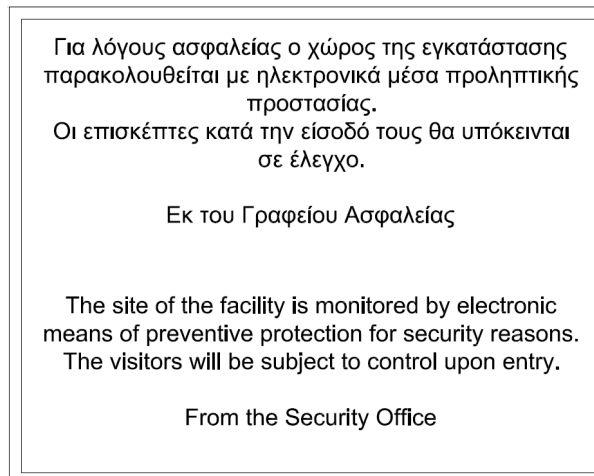 Για λόγους ασφαλείας ο χώρος της εγκατάστασης
παρακολουθείται με ηλεκτρονικά μέσα προληπτικής
προστασίας.
Οι επισκέπτες κατά την είσοδό τους θα υπόκεινται
σε έλεγχο.
Εκ του Γραφείου Ασφαλείας
The site of the facility is monitored by electronic
means of preventive protection for security reasons.
The visitors will be subject to control upon entry.
From the Security Office